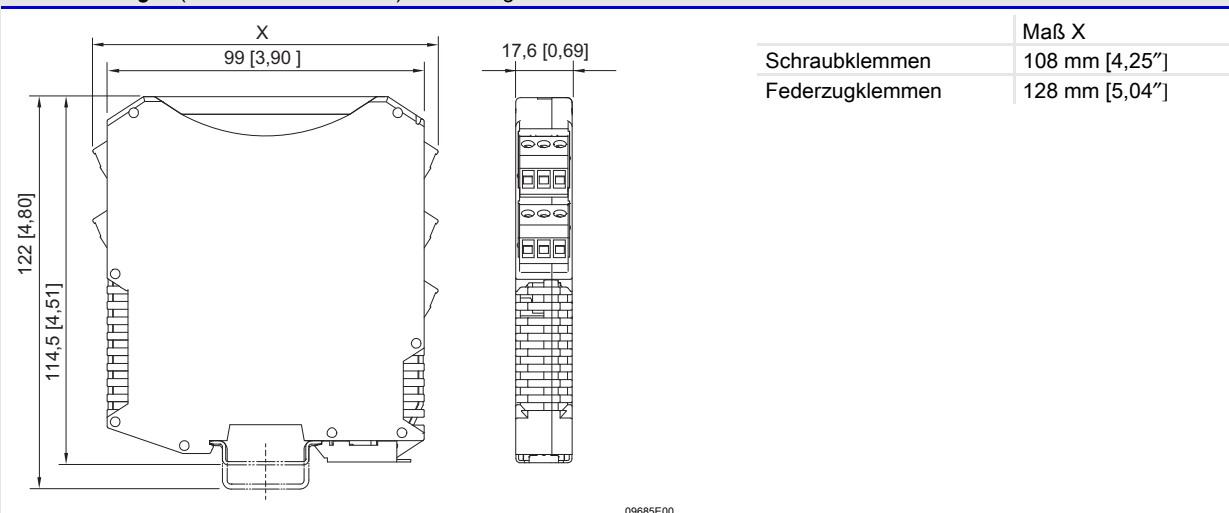 X
99 [3,90 ]
17,6 [0,69]
122 [4,80]
114,5 [4,51]
Maß X
Schraubklemmen 108 mm [4,25″]
Federzugklemmen 128 mm [5,04″]
09685E00